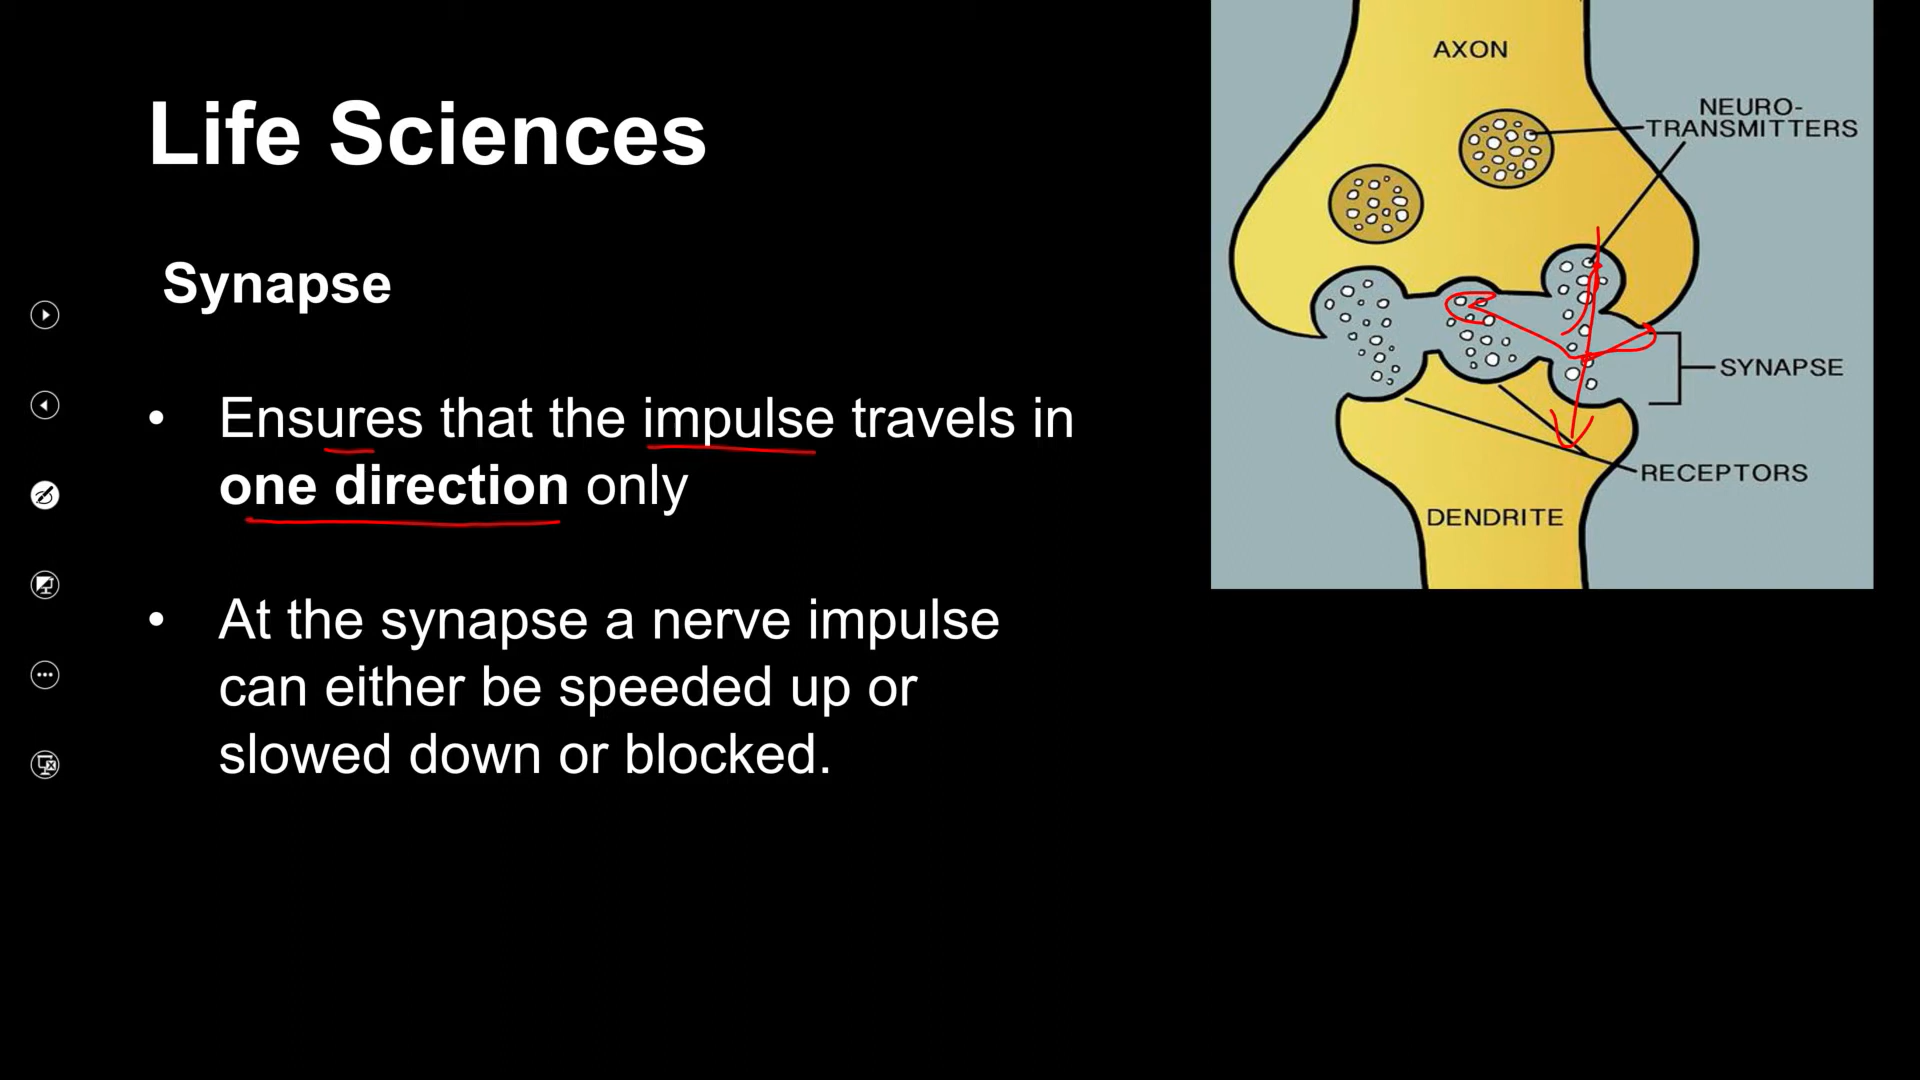 Life Sciences
Synapse
• Ensures that the impulse travels in
one direction only
• At the synapse a nerve impulse
can either be speeded up or
slowed down or blocked.
AXON
NEURO-
TRANSMITTERS
SYNAPSE
RECEPTORS
DENDRITE